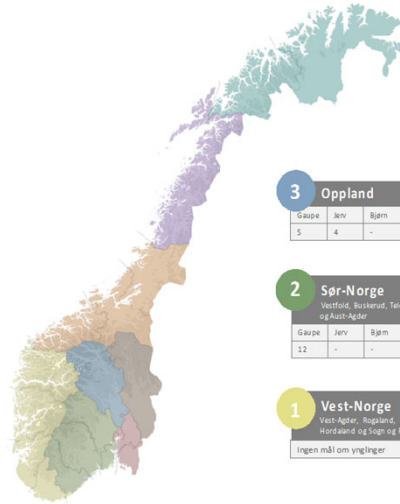 3 Oppland
Gaupe Jerv Bjørn
5 4 -
2 Sør-Norge
Vestfold, Buskerud,
og Aust-Agder
Gaupe Jerv Bjørn
12 - -
1 Vest-Norge
Vest-Agder, Rogaland,
Hordaland og Sogn og
Ingen mål om ynglinger